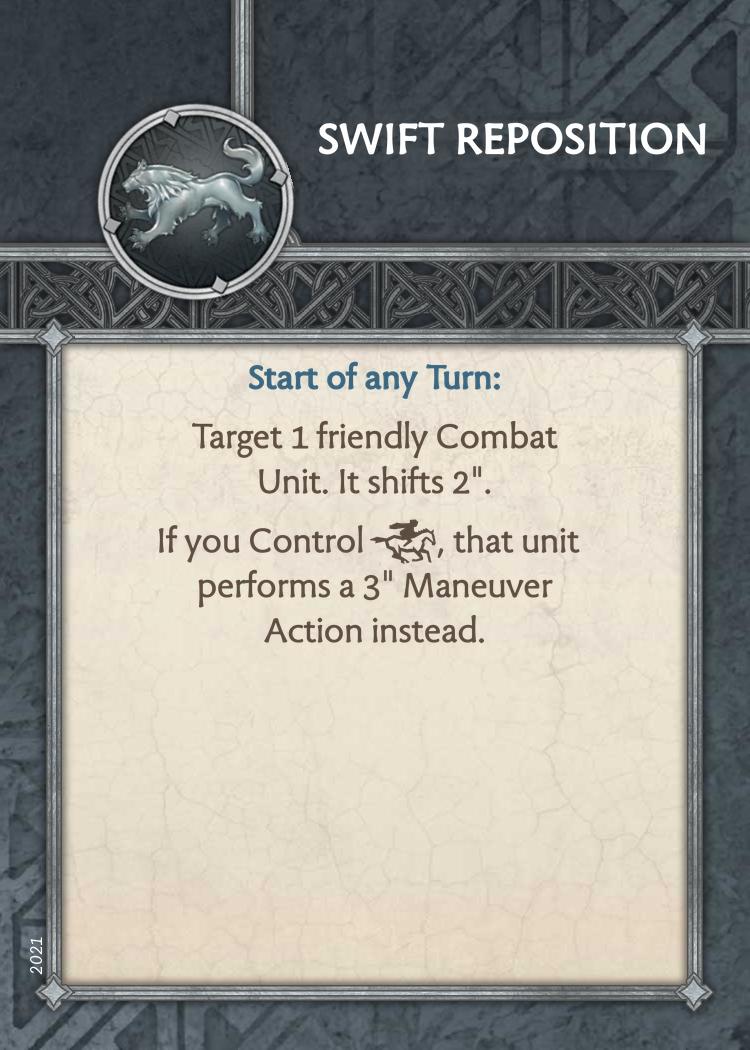 SWIFT REPOSITION
Start of any Turn:
Target 1 friendly Combat
Unit. It shifts 2".
If you Control , that unit
performs a 3" Maneuver
Action instead.
2021